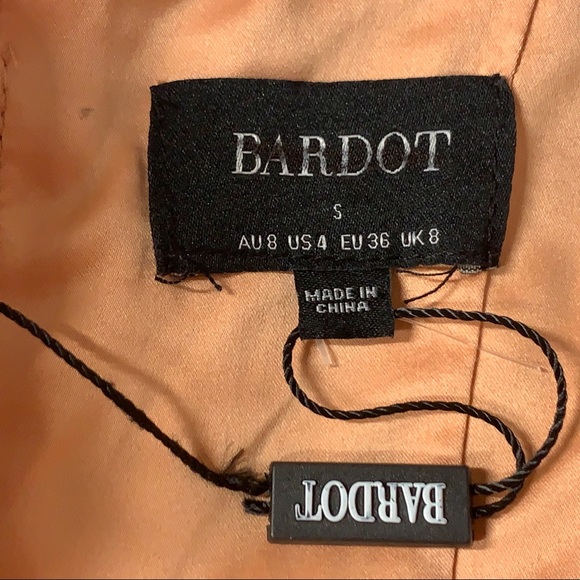 BARDOT
S
AU 8 US 4 EU 36 UK 8
MADE IN
CHINA
BARDOT